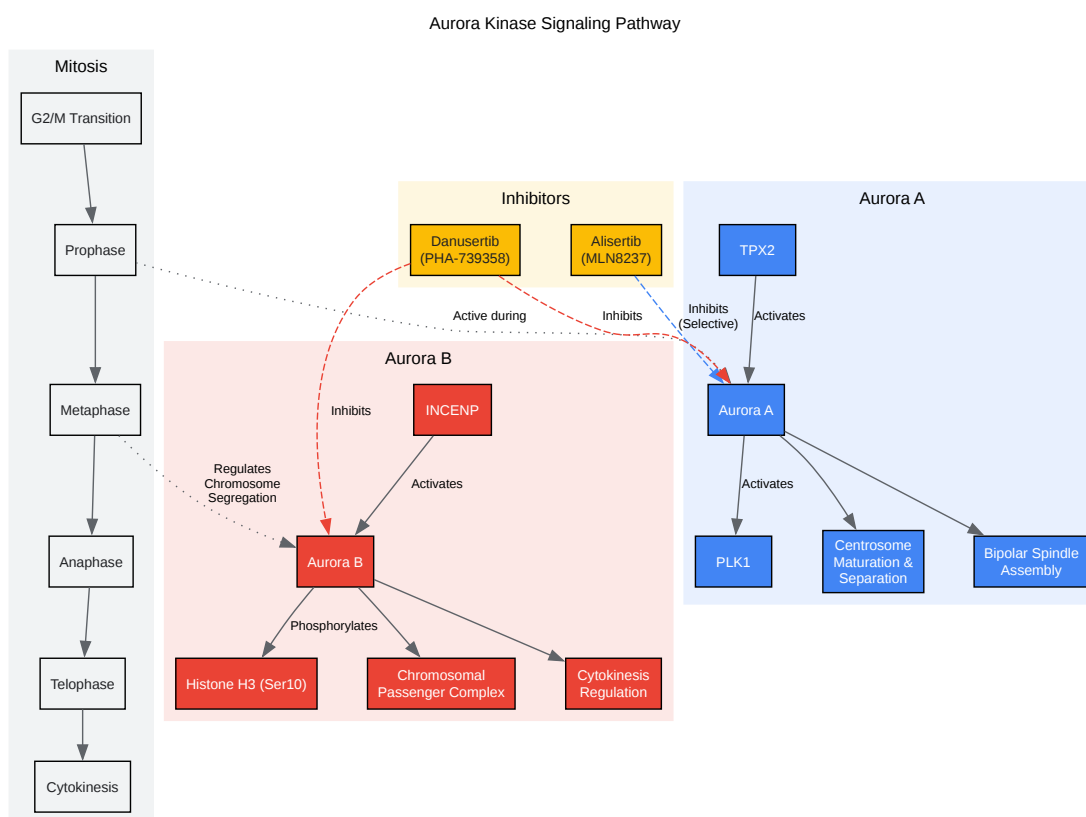 Aurora Kinase Signaling Pathway
Mitosis
G2/M Transition
Prophase
Metaphase
Anaphase
Telophase
Cytokinesis
Inhibitors
Danusertib
(PHA-739358)
Alisertib
(MLN8237)
Active during
Inhibits
Inhibits
(Selective)
Aurora A
TPX2
Activates
Aurora A
Activates
PLK1
Centrosome
Maturation &
Separation
Bipolar Spindle
Assembly
Aurora B
Inhibits
INCENP
Activates
Regulates
Chromosome
Segregation
Aurora B
Phosphorylates
Histone H3 (Ser10)
Chromosomal
Passenger Complex
Cytokinesis
Regulation